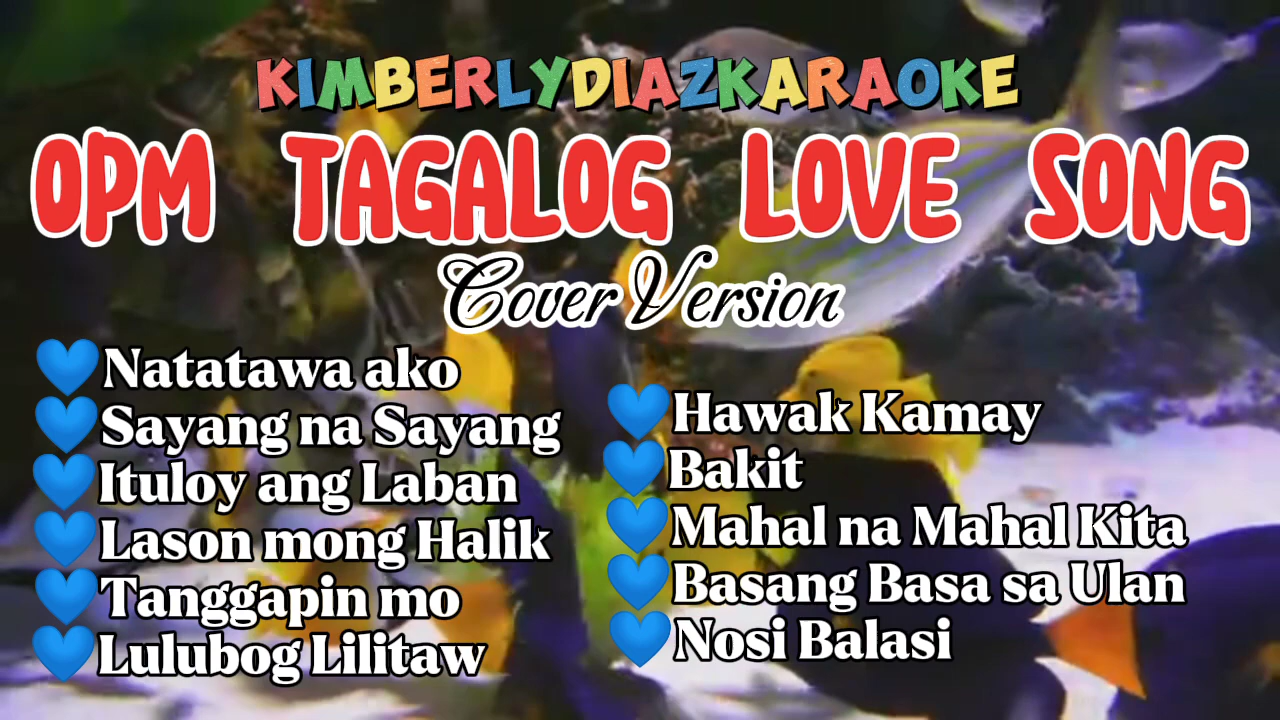 KIMBERLYDIAZKARAOKE
OPM TAGALOG LOVE SONG
Cover Version
💙Natatawa ako
💙Sayang na Sayang
💙Ituloy ang Laban
💙Lason mong Halik
💙Tanggapin mo
💙Lulubog Lilitaw
💙Hawak Kamay
💙Bakit
💙Mahal na Mahal Kita
💙Basang Basa sa Ulan
💙Nosi Balasi